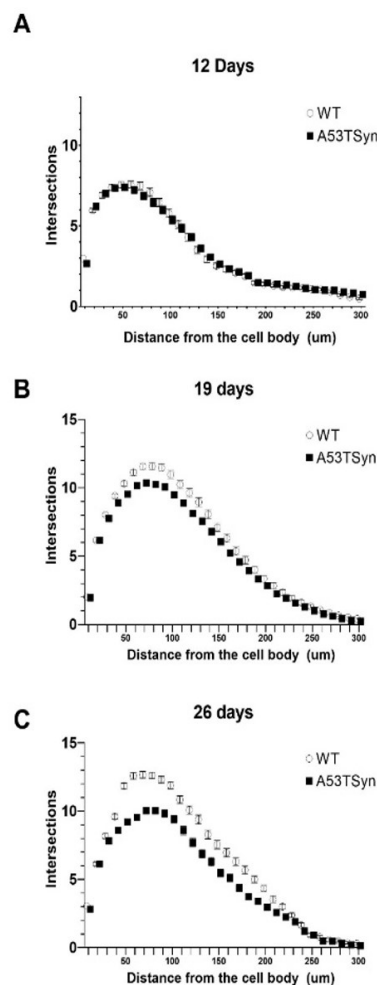 A
12 Days
WT
A53TSyn
10
5
0
Intersections
50 100 150 200 250 300
Distance from the cell body (um)
B
19 days
15
WT
A53TSyn
10
5
0
Intersections
50 100 150 200 250 300
Distance from the cell body (um)
C
26 days
15
WT
A53TSyn
10
5
0
Intersections
50 100 150 200 250 300
Distance from the cell body (um)